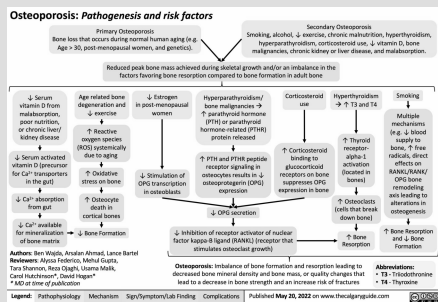 Osteoporosis: Pathogenesis and risk factors
Primary Osteoporosis
Bone loss that occurs during normal human aging (e.g.
Age > 30, post-menopausal women, and genetics).
Secondary Osteoporosis
Smoking, alcohol, ↓ exercise, chronic malnutrition, hyperthyroidism,
hyperparathyroidism, corticosteroid use, ↓ vitamin D, bone
malignancies, chronic kidney or liver disease, and malabsorption.
Reduced peak bone mass achieved during skeletal growth and/or an imbalance in the
factors favoring bone resorption compared to bone formation in adult bone
↓ Serum
vitamin D from
malabsorption,
poor nutrition,
or chronic liver/
kidney disease
↓ Serum activated
vitamin D (precursor
for Ca²⁺ transporters
in the gut)
↓ Ca²⁺ absorption
from gut
↓ Ca²⁺ available
for mineralization
of bone matrix
Age related bone
degeneration and
↓ exercise
↑ Reactive
oxygen species
(ROS) systemically
due to aging
↑ Oxidative
stress on bone
↑ Osteocyte
death in
cortical bones
↓ Bone Formation
↓ Estrogen
in post-menopausal
women
↓ Stimulation of
OPG transcription
in osteoblasts
Hyperparathyroidism/
bone malignancies →
↑ parathyroid hormone
(PTH) or parathyroid
hormone-related (PTHR)
protein released
↑ PTH and PTHR peptide
receptor signaling in
osteocytes results in ↓
osteoprotegerin (OPG)
expression
Corticosteroid
use
↑ Corticosteroid
binding to
glucocorticoid
receptors on bone
suppresses OPG
expression in bone
↓ OPG secretion
↓ Inhibition of receptor activator of nuclear
factor kappa-B ligand (RANKL) (receptor that
stimulates osteoclast growth)
Hyperthyroidism
→ ↑ T3 and T4
↑ Thyroid
receptor-
alpha-1
activation
(located in
bones)
↑ Osteoclasts
(cells that break
down bone)
↑ Bone
Resorption
Smoking
Multiple
mechanisms
(e.g. ↓ blood
supply to
bone, ↑ free
radicals, direct
effects on
RANKL/RANK/
OPG bone
remodeling
axis leading to
alterations in
osteogenesis
↑ Bone Resorption
and ↓ Bone
Formation
Osteoporosis: Imbalance of bone formation and resorption leading to
decreased bone mineral density and bone mass, or quality changes that
lead to a decrease in bone strength and an increase risk of fractures
Authors: Ben Wajda, Arsalan Ahmad, Lance Bartel
Reviewers: Alyssa Federico, Mehul Gupta,
Tara Shannon, Reza Ojaghi, Usama Malik,
Carol Hutchinson*, David Hogan*
* MD at time of publication
Abbreviations:
• T3 - Triiodothyronine
• T4 - Thyroxine
Legend: Pathophysiology Mechanism Sign/Symptom/Lab Finding Complications Published May 20, 2022 on www.thecalgaryguide.com